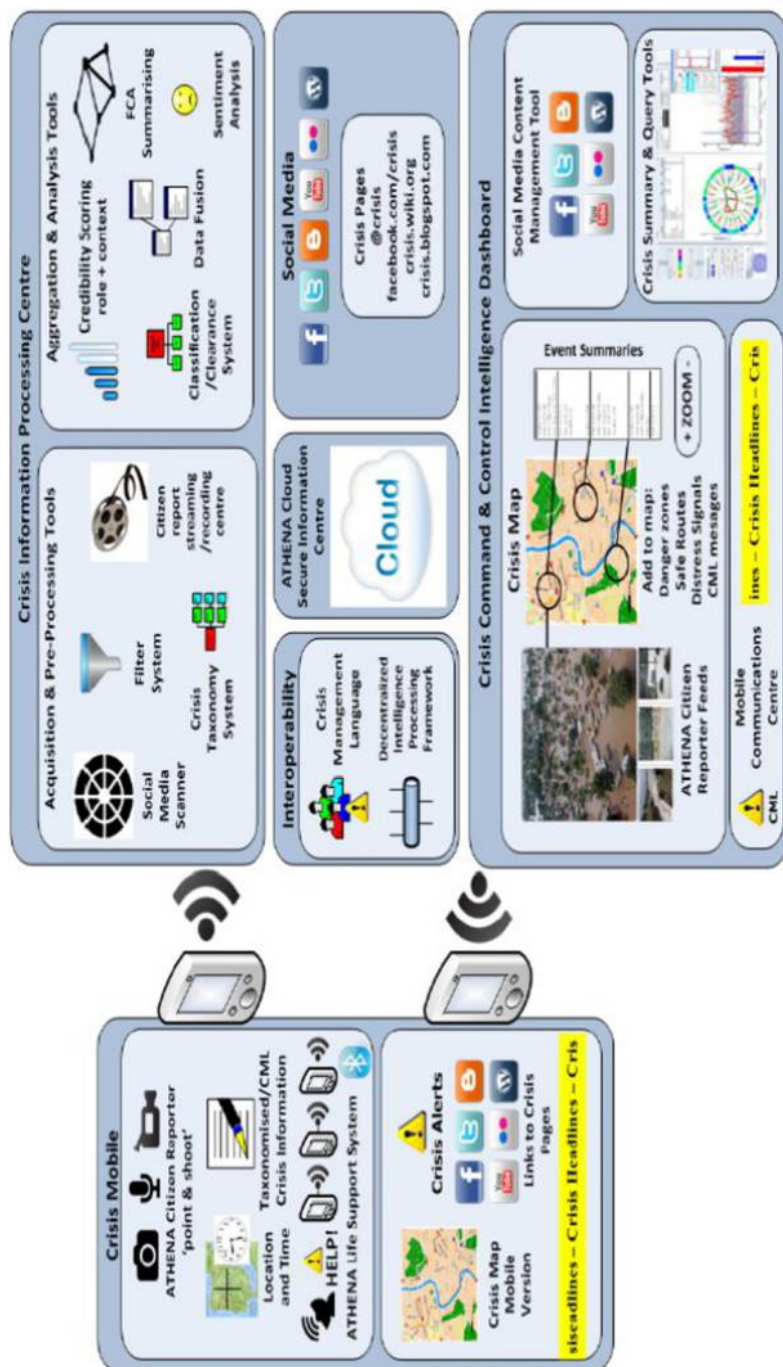 Crisis Mobile
ATHENA Citizen Reporter
‘point & shoot’
Location
and Time
Taxonomised/CML
Crisis Information
HELP!
ATHENA Life Support System
Crisis Map
Mobile
Version
Crisis Alerts
f
t
B
You
Tube
W
Links to Crisis
Pages
siscadlines – Crisis Headlines – Cris
Crisis Information Processing Centre
Acquisition & Pre-Processing Tools
Social
Media
Scanner
Filter
System
Crisis
Taxonomy
System
Citizen
report
streaming
/recording
centre
Aggregation & Analysis Tools
Credibility Scoring
role + context
FCA
Summarising
Classification
/Clearance
System
Data Fusion
Sentiment
Analysis
Interoperability
Crisis
Management
Language
Decentralized
Intelligence
Processing
Framework
ATHENA Cloud
Secure Information
Centre
Cloud
Social Media
f
t
B
You
Tube
W
Crisis Pages
@crisis
facebook.com/crisis
crisis.wiki.org
crisis.blogspot.com
Crisis Command & Control Intelligence Dashboard
Crisis Map
Event Summaries
ATHENA Citizen
Reporter Feeds
Add to map:
Danger zones
Safe Routes
Distress Signals
CML mesages
+ ZOOM -
Social Media Content
Management Tool
f
t
B
You
Tube
W
CML
Mobile
Communications
Centre
ines – Crisis Headlines – Cris
Crisis Summary & Query Tools